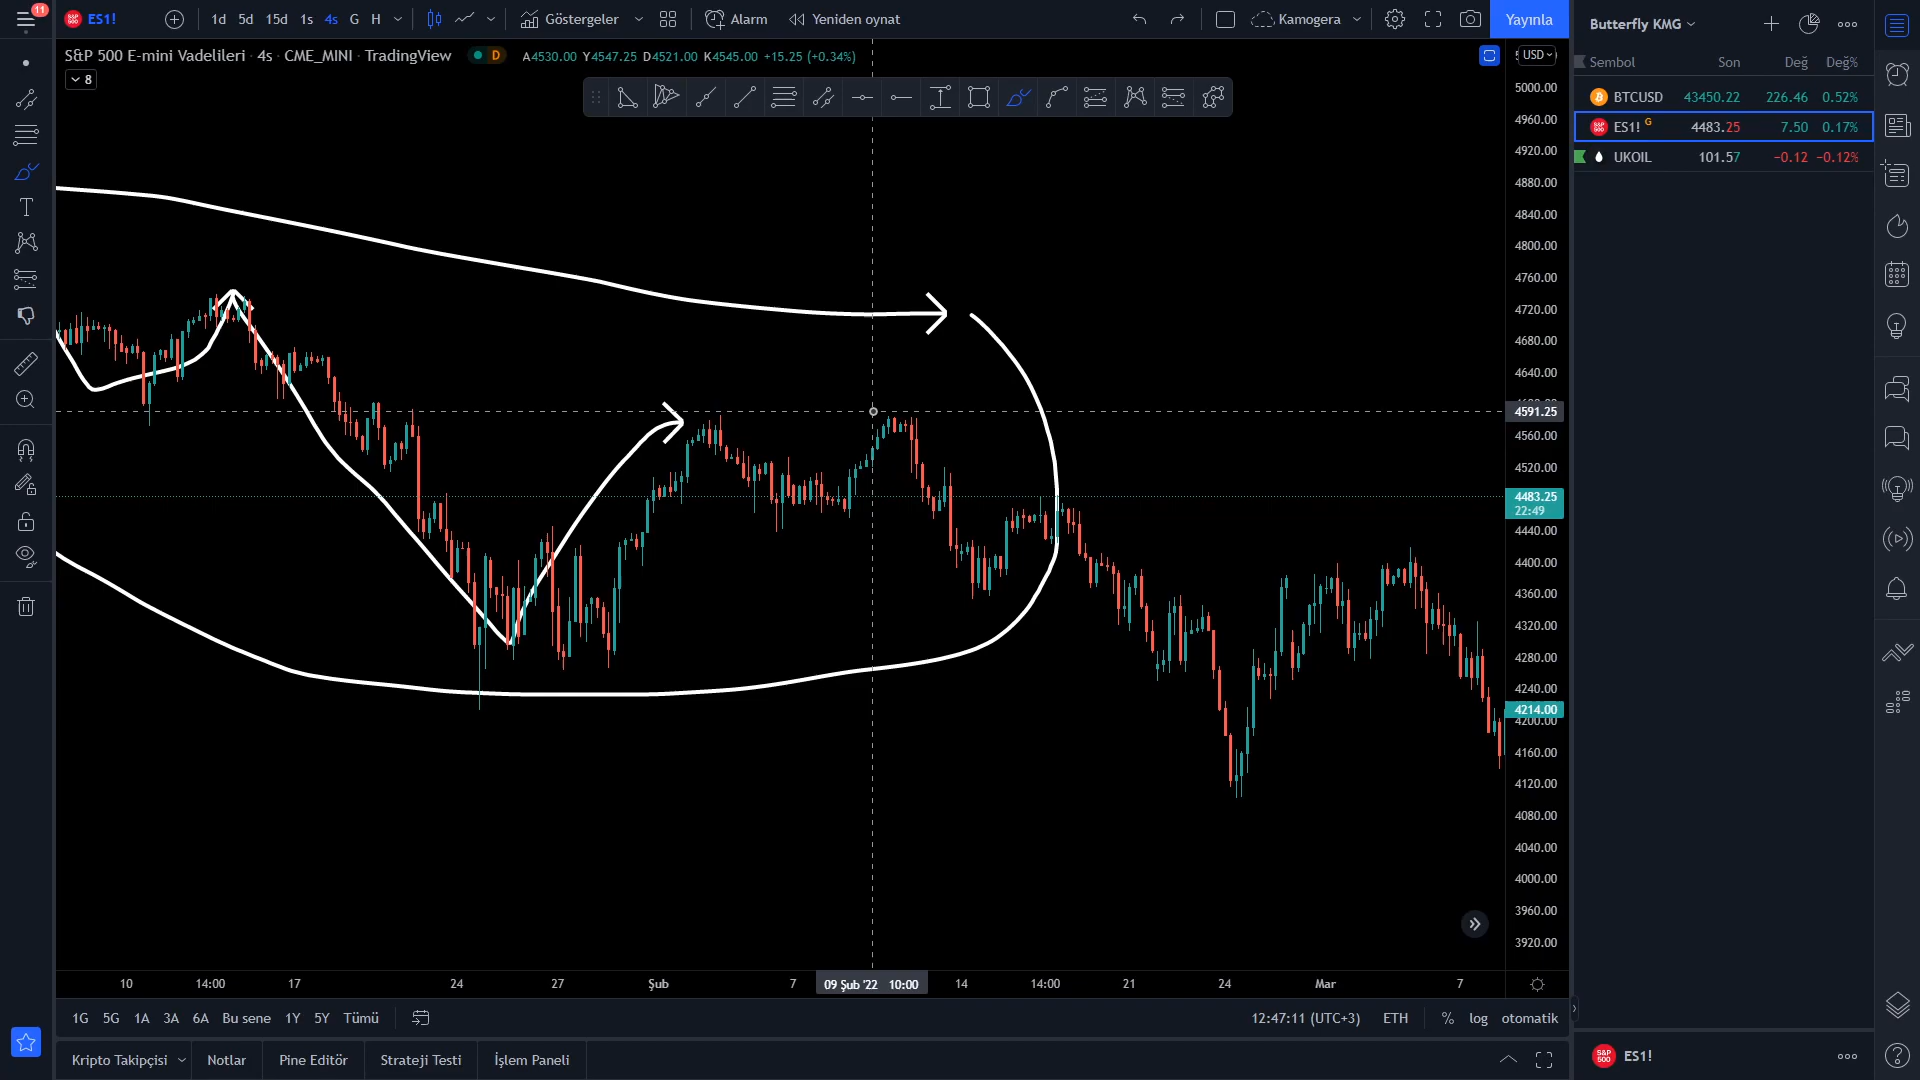 11
S&P 500 ES1! 1d 5d 15d 1s 4s G H Göstergeler Alarm Yeniden oynat Kamogera Yayınla
S&P 500 E-mini Vadelileri · 4s · CME_MINI · TradingView D A4530.00 Y4547.25 D4521.00 K4545.00 +15.25 (+0.34%)
8
USD
5000.00
4960.00
4920.00
4880.00
4840.00
4800.00
4760.00
4720.00
4680.00
4640.00
4591.25
4560.00
4520.00
4483.25
22:49
4440.00
4400.00
4360.00
4320.00
4280.00
4240.00
4214.00
4200.00
4160.00
4120.00
4080.00
4040.00
4000.00
3960.00
3920.00
10 14:00 17 24 27 Şub 7 09 Şub '22 10:00 14 14:00 21 24 Mar 7
1G 5G 1A 3A 6A Bu sene 1Y 5Y Tümü 12:47:11 (UTC+3) ETH % log otomatik
Kripto Takipçisi Notlar Pine Editör Strateji Testi İşlem Paneli
Butterfly KMG
Sembol Son Değ Değ%
BTCUSD 43450.22 226.46 0.52%
S&P 500 ES1! G 4483.25 7.50 0.17%
UKOIL 101.57 −0.12 −0.12%
S&P 500 ES1!